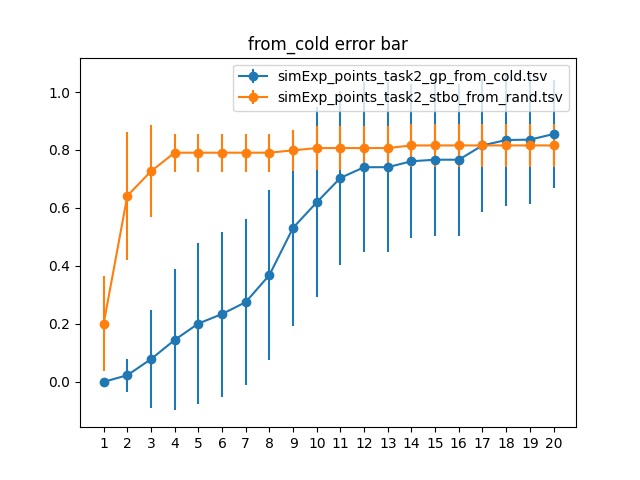 from_cold error bar
simExp_points_task2_gp_from_cold.tsv
simExp_points_task2_stbo_from_rand.tsv
1.0
0.8
0.6
0.4
0.2
0.0
1 2 3 4 5 6 7 8 9 10 11 12 13 14 15 16 17 18 19 20